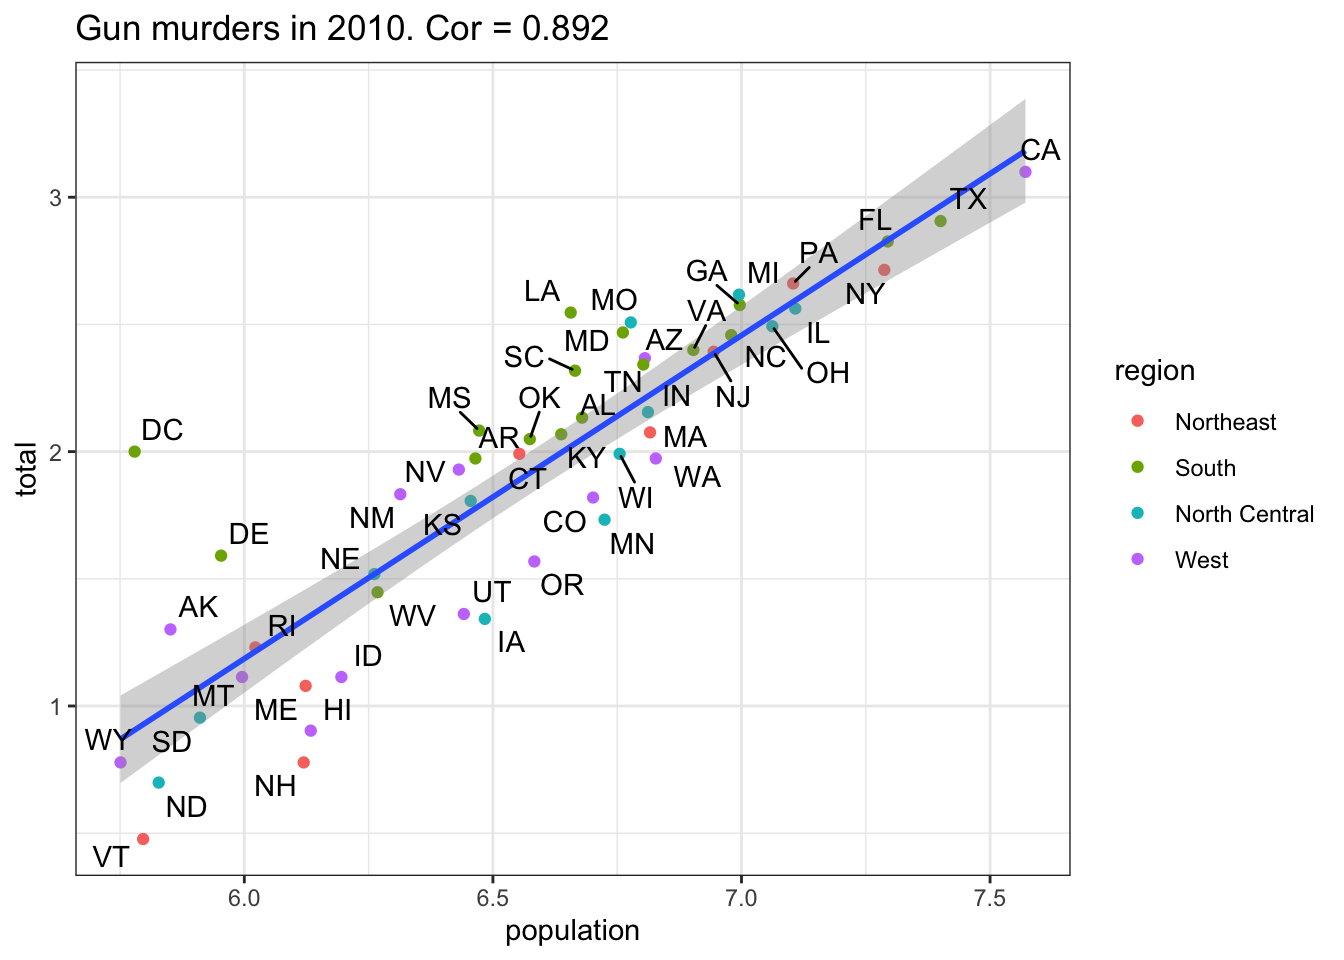 Gun murders in 2010. Cor = 0.892
total
3
2
1
CA
TX
FL
PA
MI
GA
NY
LA
MO
VA
IL
MD
AZ
NC
OH
SC
TN
NJ
MS
OK
AL
IN
DC
AR
MA
KY
NV
CT
WA
WI
NM
KS
CO
MN
DE
NE
OR
UT
AK
WV
RI
IA
ID
MT
ME
HI
WY
SD
NH
ND
VT
6.0
6.5
7.0
7.5
population
region
Northeast
South
North Central
West